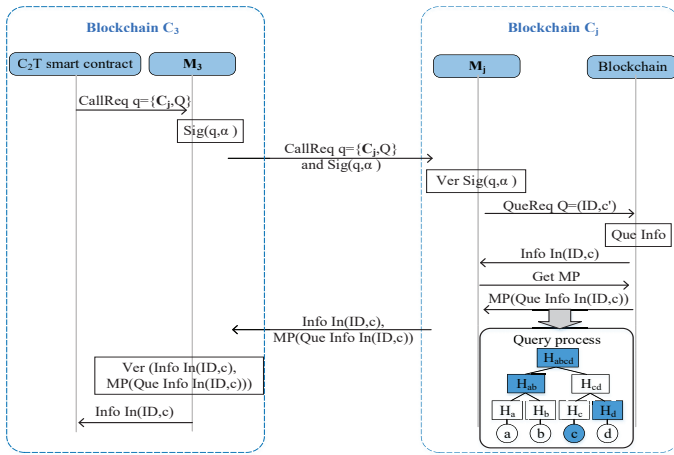 Blockchain C3
Blockchain Cj
C2T smart contract
M3
Mj
Blockchain
CallReq q={Cj,Q}
Sig(q,α )
CallReq q={Cj,Q}
and Sig(q,α )
Ver Sig(q,α )
QueReq Q=(ID,c')
Que Info
Info In(ID,c)
Get MP
MP(Que Info In(ID,c))
Info In(ID,c),
MP(Que Info In(ID,c))
Query process
Habcd
Hab
Hcd
Ha
Hb
Hc
Hd
a
b
c
d
Ver (Info In(ID,c),
MP(Que Info In(ID,c)))
Info In(ID,c)